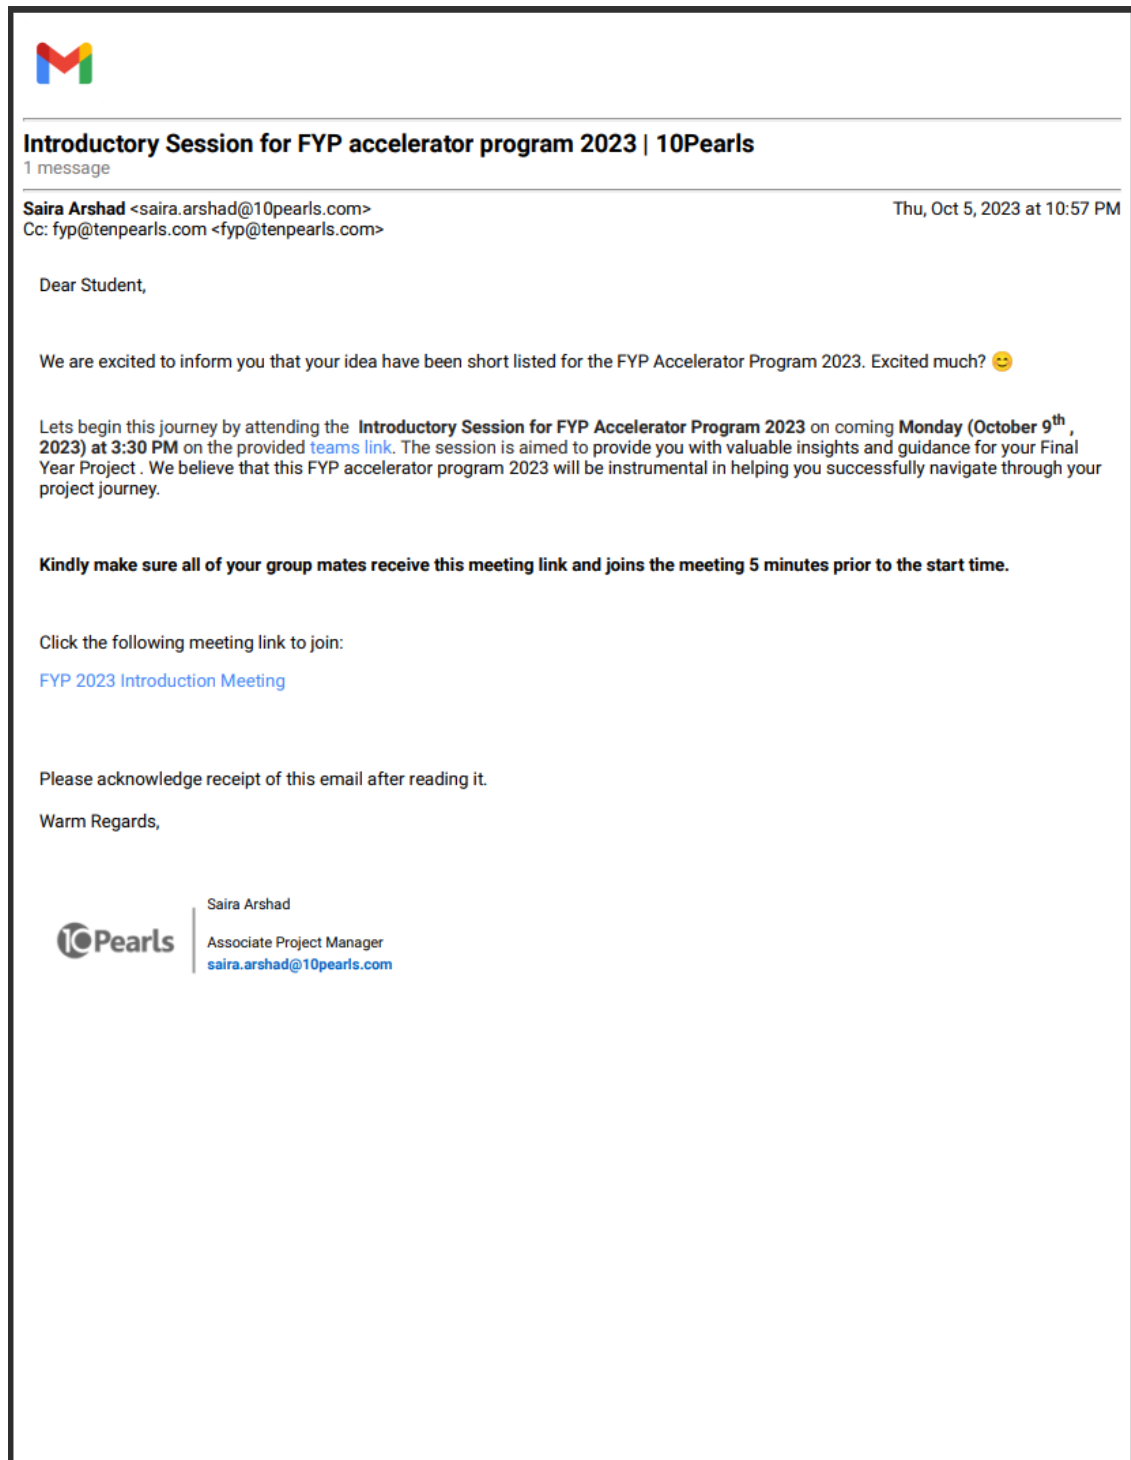 Introductory Session for FYP accelerator program 2023 | 10Pearls
1 message
Saira Arshad <saira.arshad@10pearls.com>
Thu, Oct 5, 2023 at 10:57 PM
Cc: fyp@tenpearls.com <fyp@tenpearls.com>
Dear Student,
We are excited to inform you that your idea have been short listed for the FYP Accelerator Program 2023. Excited much? 😊
Lets begin this journey by attending the Introductory Session for FYP Accelerator Program 2023 on coming Monday (October 9th ,
2023) at 3:30 PM on the provided teams link. The session is aimed to provide you with valuable insights and guidance for your Final
Year Project . We believe that this FYP accelerator program 2023 will be instrumental in helping you successfully navigate through your
project journey.
Kindly make sure all of your group mates receive this meeting link and joins the meeting 5 minutes prior to the start time.
Click the following meeting link to join:
FYP 2023 Introduction Meeting
Please acknowledge receipt of this email after reading it.
Warm Regards,
10Pearls
Saira Arshad
Associate Project Manager
saira.arshad@10pearls.com